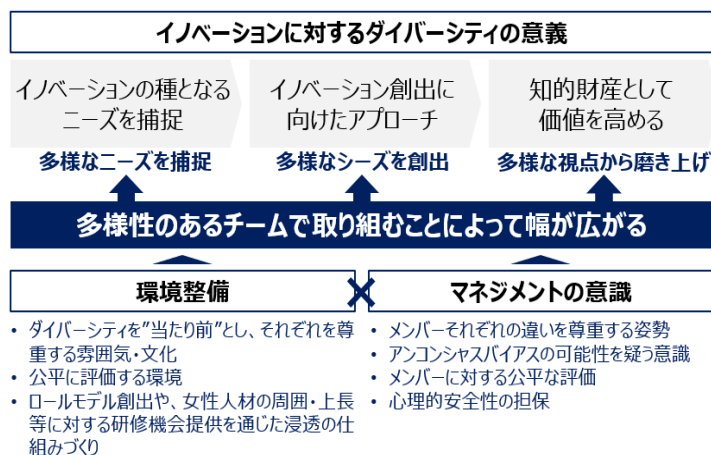 イノベーションに対するダイバーシティの意義
イノベーションの種となる
ニーズを捕捉
イノベーション創出に
向けたアプローチ
知的財産として
価値を高める
多様なニーズを捕捉
多様なシーズを創出
多様な視点から磨き上げ
多様性のあるチームで取り組むことによって幅が広がる
環境整備
マネジメントの意識
• ダイバーシティを”当たり前”とし、それぞれを尊
重する雰囲気・文化
• 公平に評価する環境
• ロールモデル創出や、女性人材の周囲・上長
等に対する研修機会提供を通じた浸透の仕
組みづくり
• メンバーそれぞれの違いを尊重する姿勢
• アンコンシャスバイアスの可能性を疑う意識
• メンバーに対する公平な評価
• 心理的安全性の担保